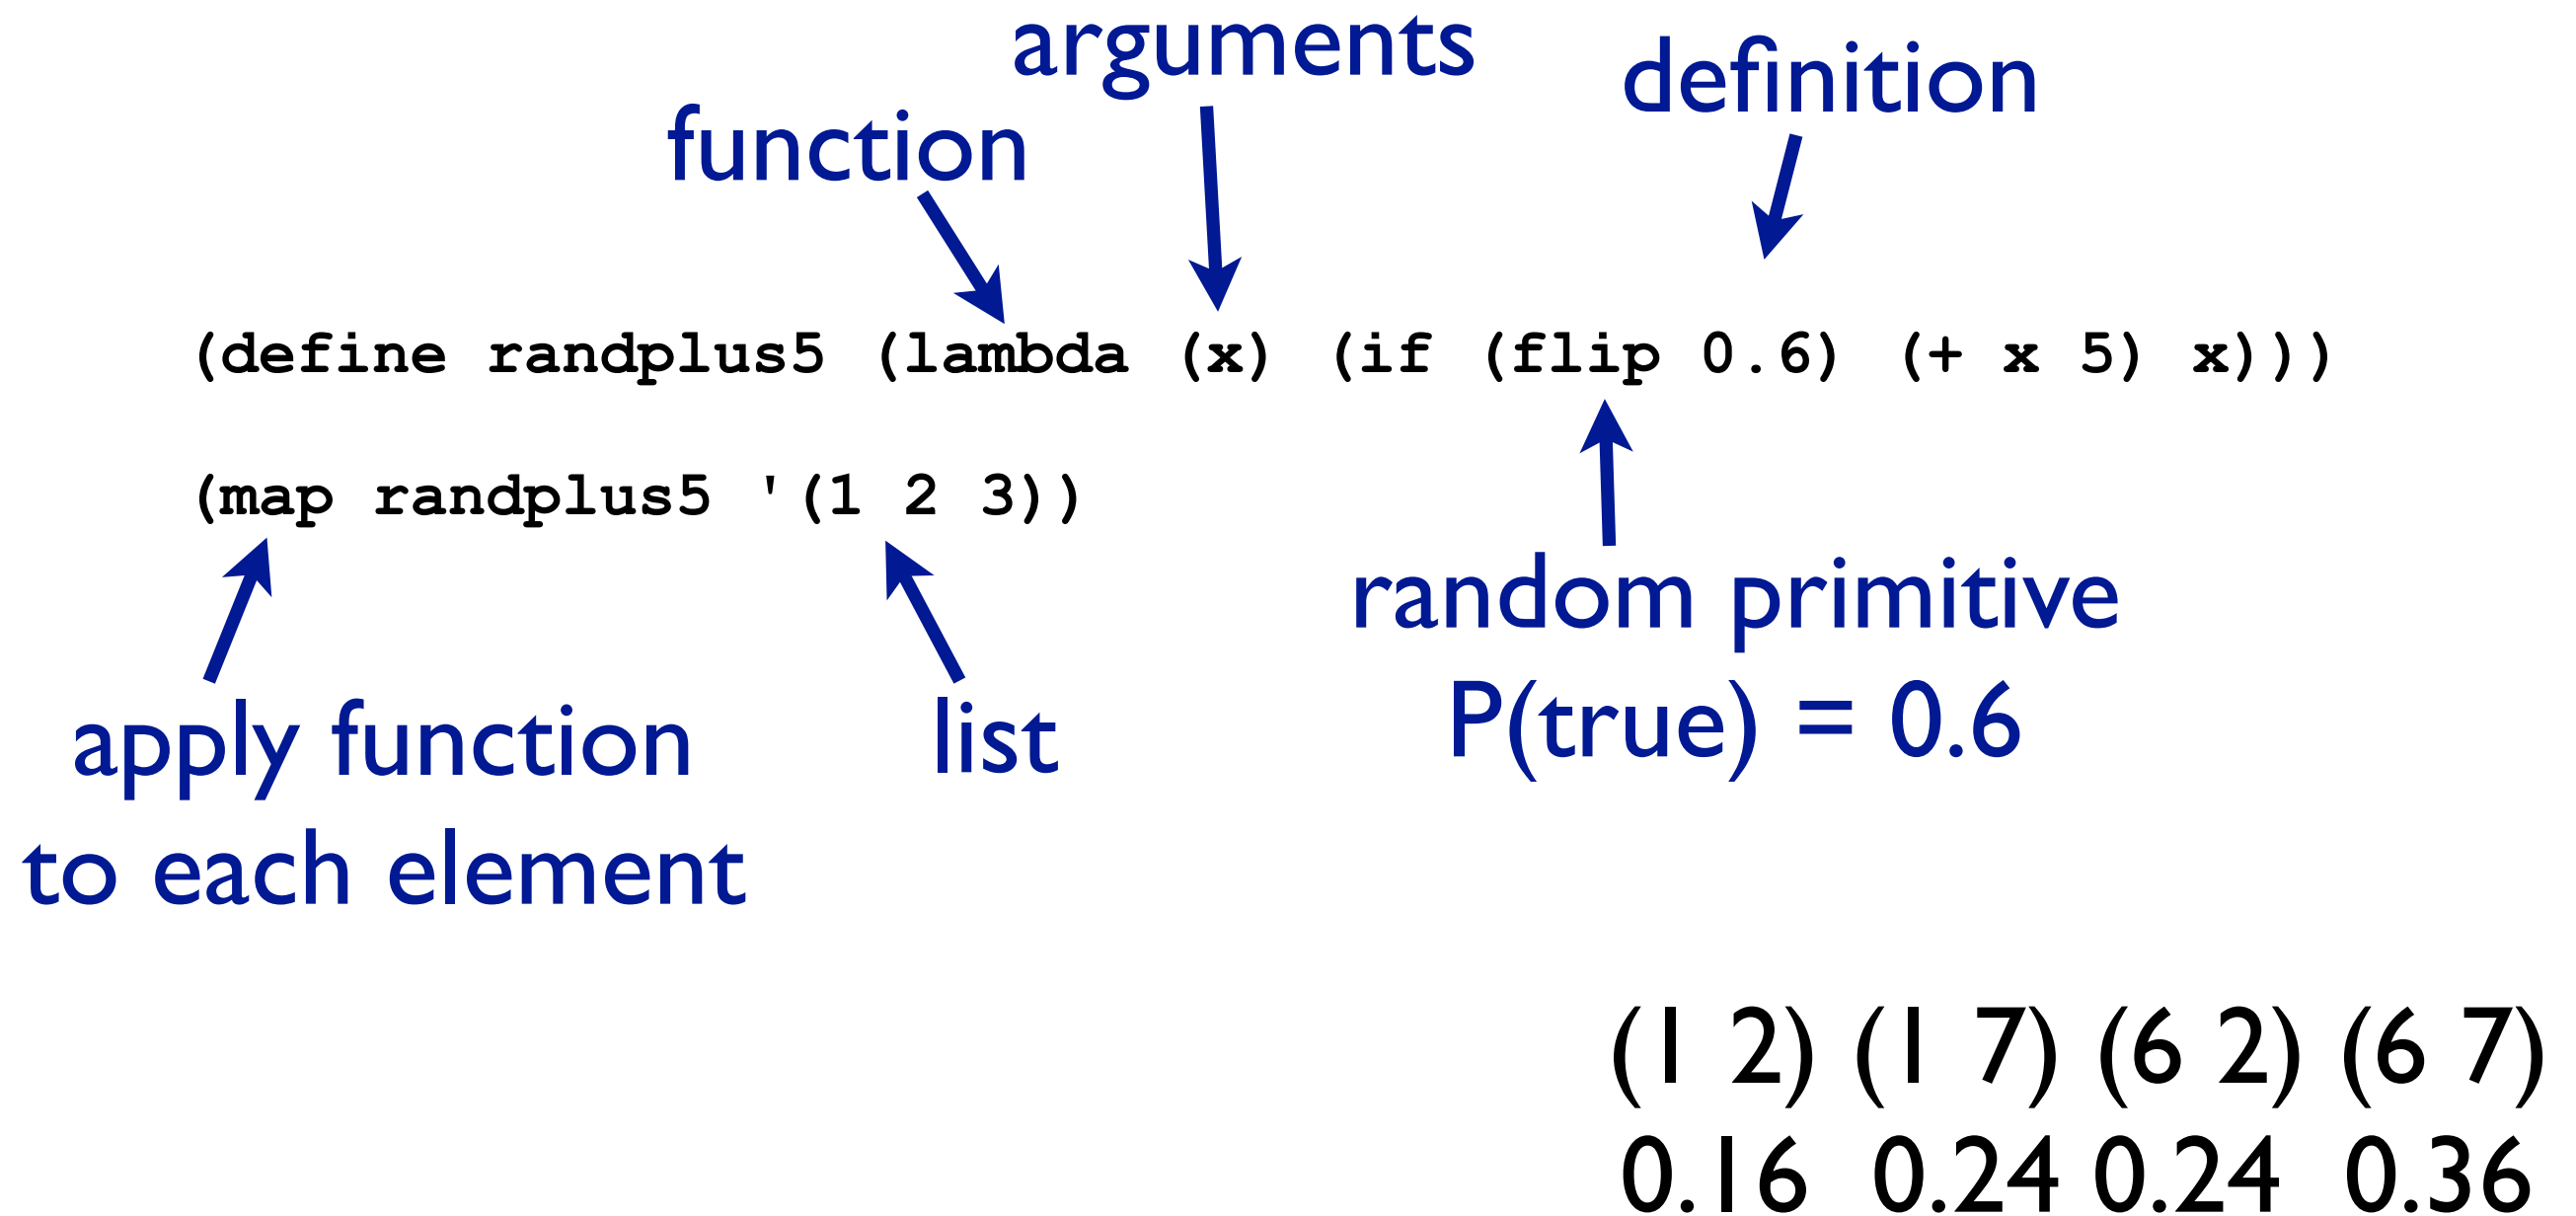 arguments
definition
function
(define randplus5 (lambda (x) (if (flip 0.6) (+ x 5) x)))
(map randplus5 '(1 2 3))
random primitive
P(true) = 0.6
apply function
to each element
list
(1 2) (1 7) (6 2) (6 7)
0.16 0.24 0.24 0.36